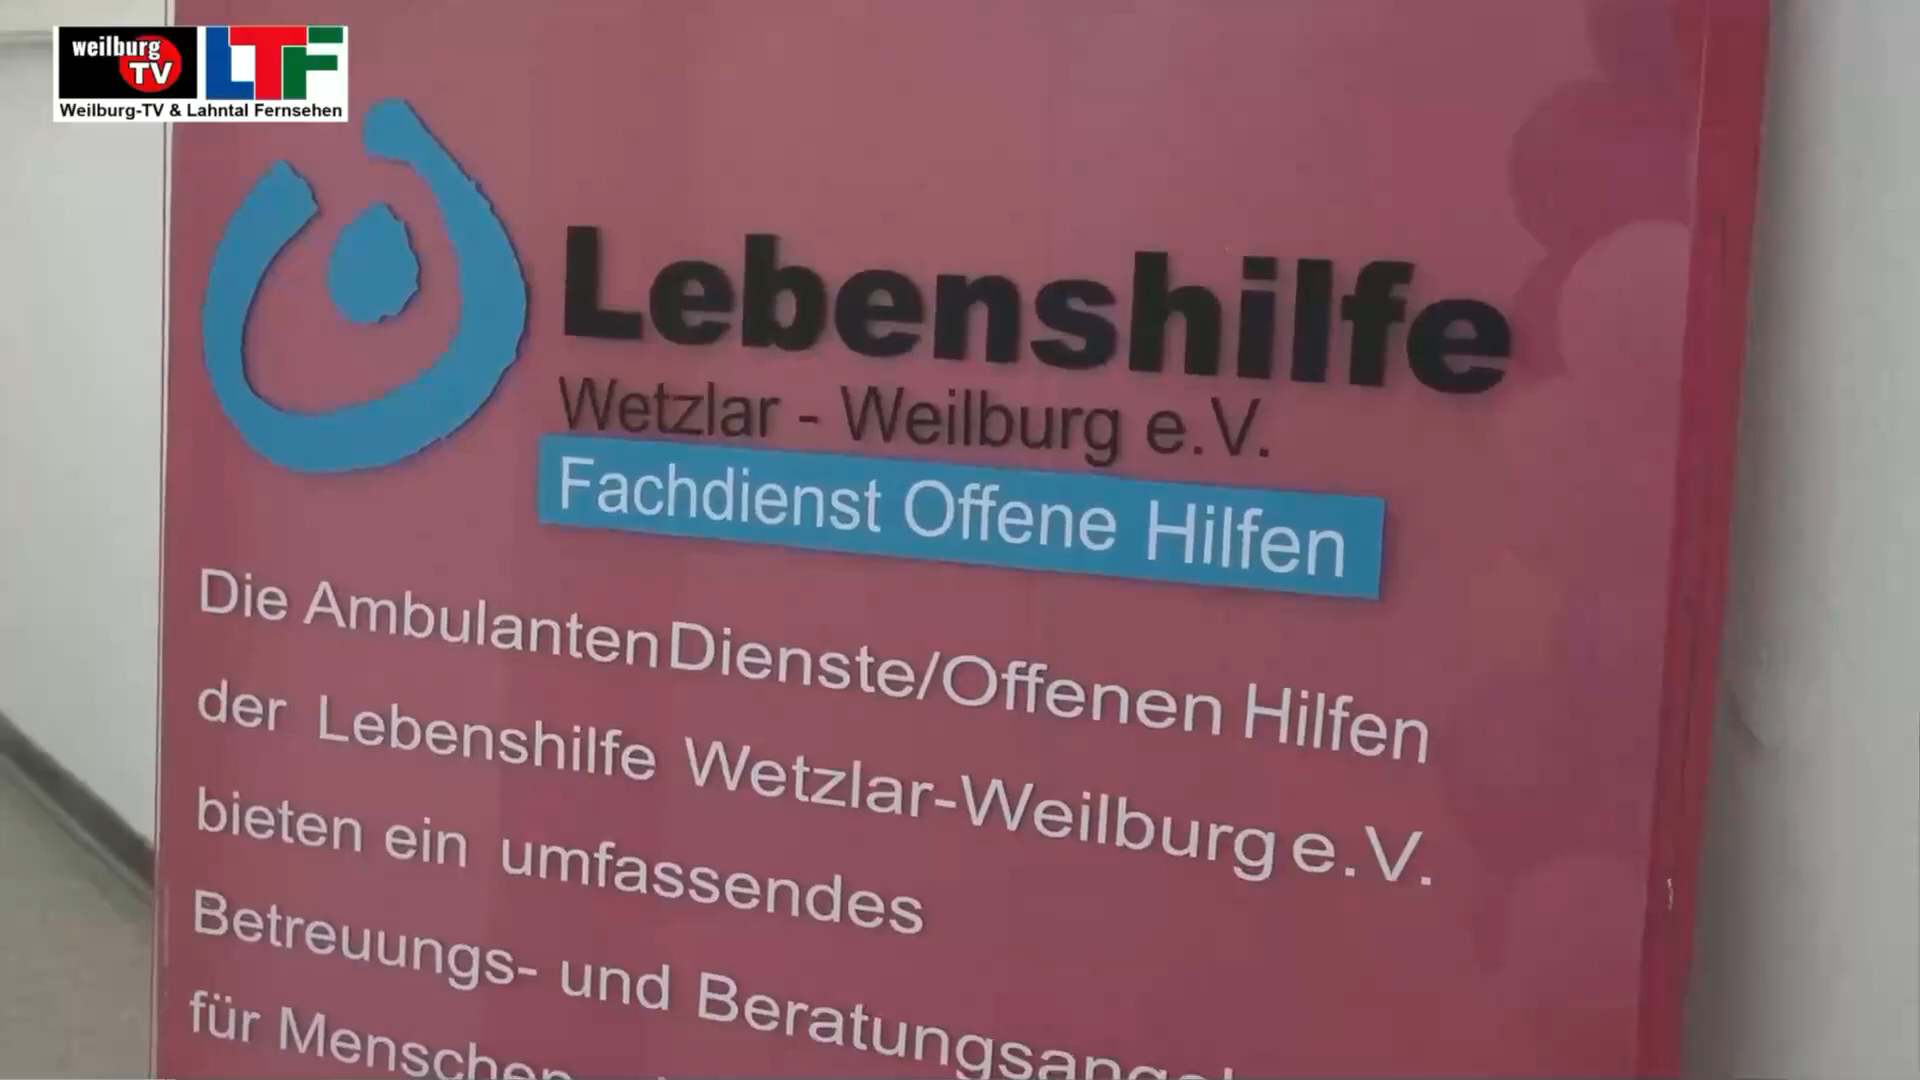 weilburg
TV
LTF
Weilburg-TV & Lahntal Fernsehen
Lebenshilfe
Wetzlar - Weilburg e.V.
Fachdienst Offene Hilfen
Die Ambulanten Dienste/Offenen Hilfen
der Lebenshilfe Wetzlar-Weilburg e.V.
bieten ein umfassendes
Betreuungs- und
für Menschen